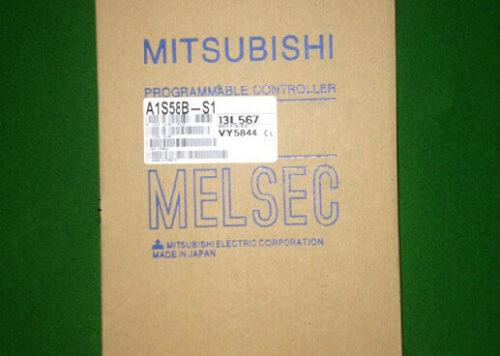 MITSUBISHI
PROGRAMMABLE CONTROLLER
A1S58B-S1
13L567
VY5844
MELSEC
MITSUBISHI ELECTRIC CORPORATION
MADE IN JAPAN